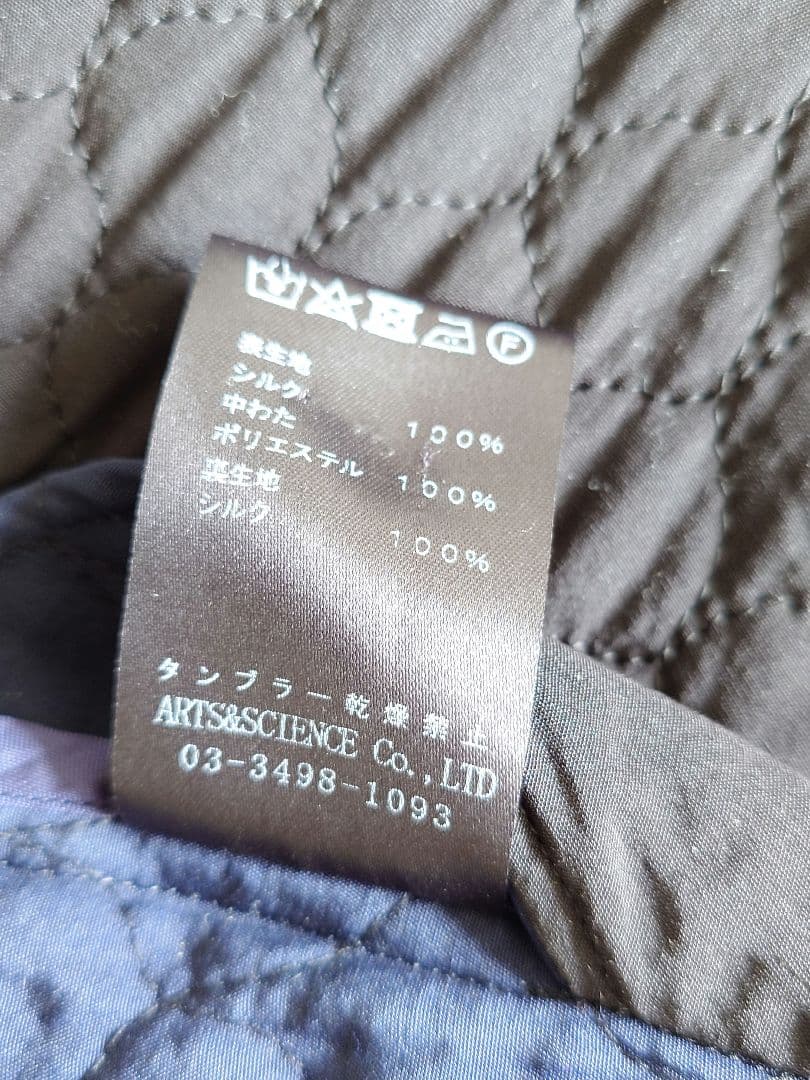 F
表生地
シルク 100%
中わた
ポリエステル 100%
裏生地
シルク 100%
タンブラー乾燥禁止
ARTS&SCIENCE Co.,LTD
03-3498-1093